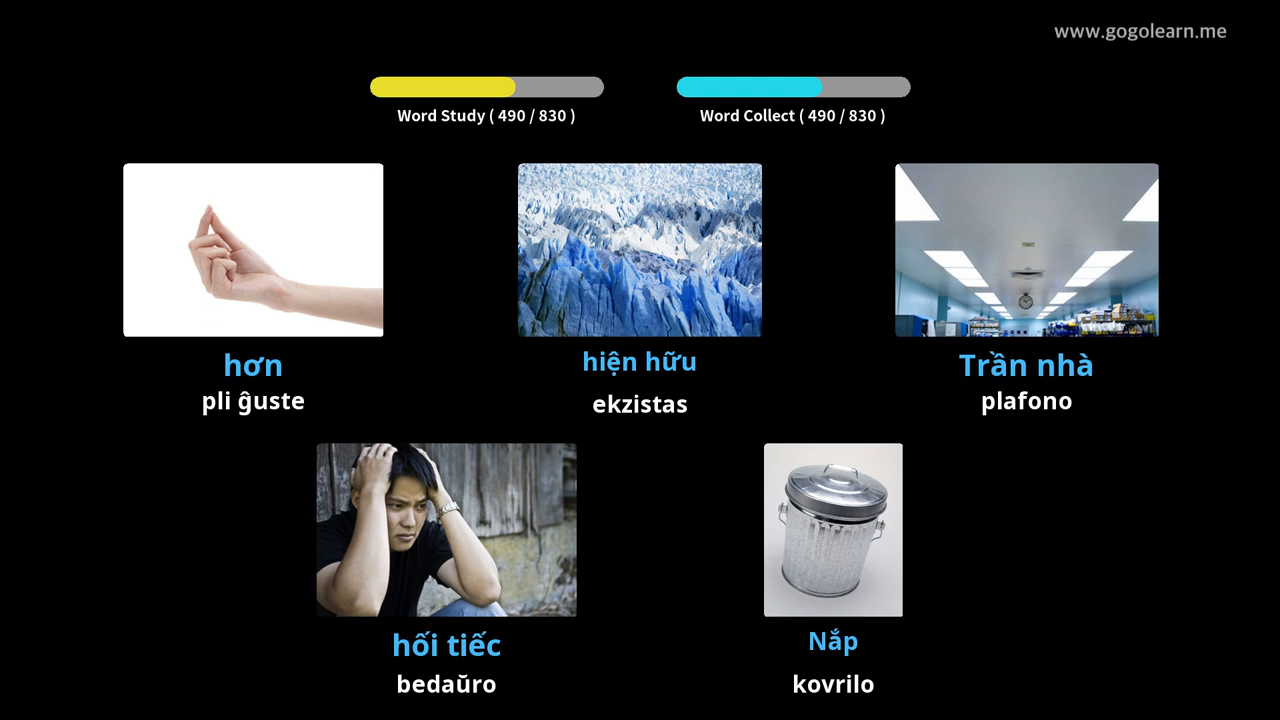 www.gogolearn.me
Word Study ( 490 / 830 )
Word Collect ( 490 / 830 )
hơn
pli ĝuste
hiện hữu
ekzistas
Trần nhà
plafono
hối tiếc
bedaŭro
Nắp
kovrilo